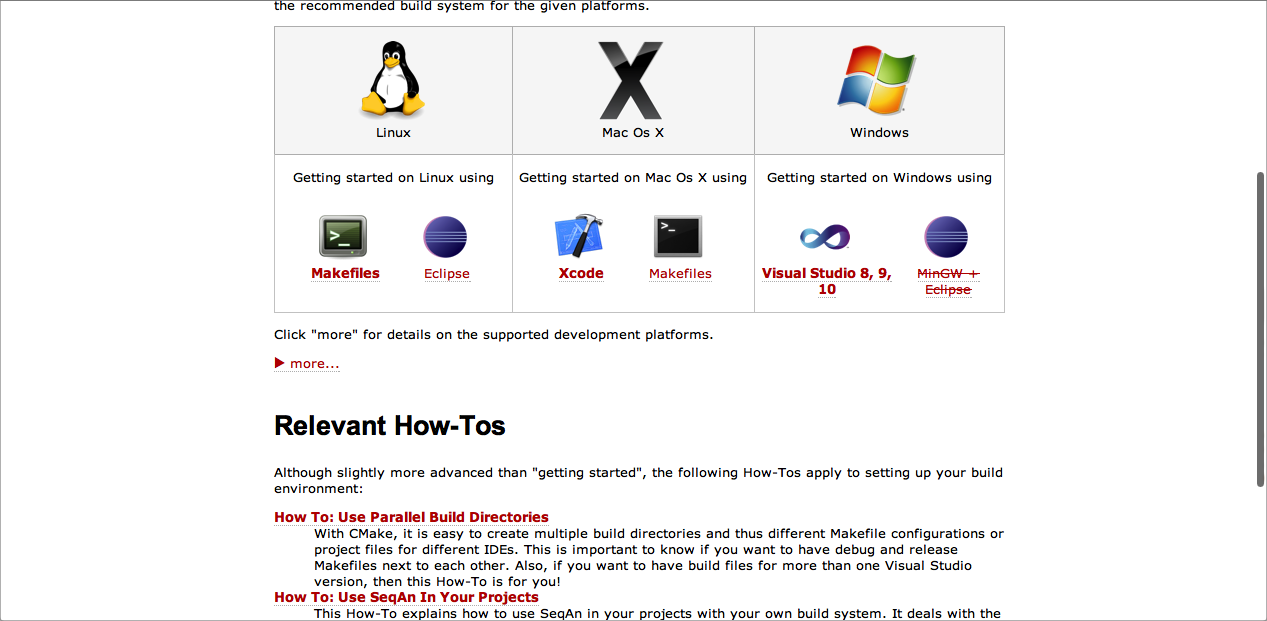 the recommended build system for the given platforms.
Linux
Mac Os X
Windows
Getting started on Linux using
Getting started on Mac Os X using
Getting started on Windows using
Makefiles
Eclipse
Xcode
Makefiles
Visual Studio 8, 9,
10
MinGW +
Eclipse
Click "more" for details on the supported development platforms.
more...
Relevant How-Tos
Although slightly more advanced than "getting started", the following How-Tos apply to setting up your build
environment:
How To: Use Parallel Build Directories
With CMake, it is easy to create multiple build directories and thus different Makefile configurations or
project files for different IDEs. This is important to know if you want to have debug and release
Makefiles next to each other. Also, if you want to have build files for more than one Visual Studio
version, then this How-To is for you!
How To: Use SeqAn In Your Projects
This How-To explains how to use SeqAn in your projects with your own build system. It deals with the